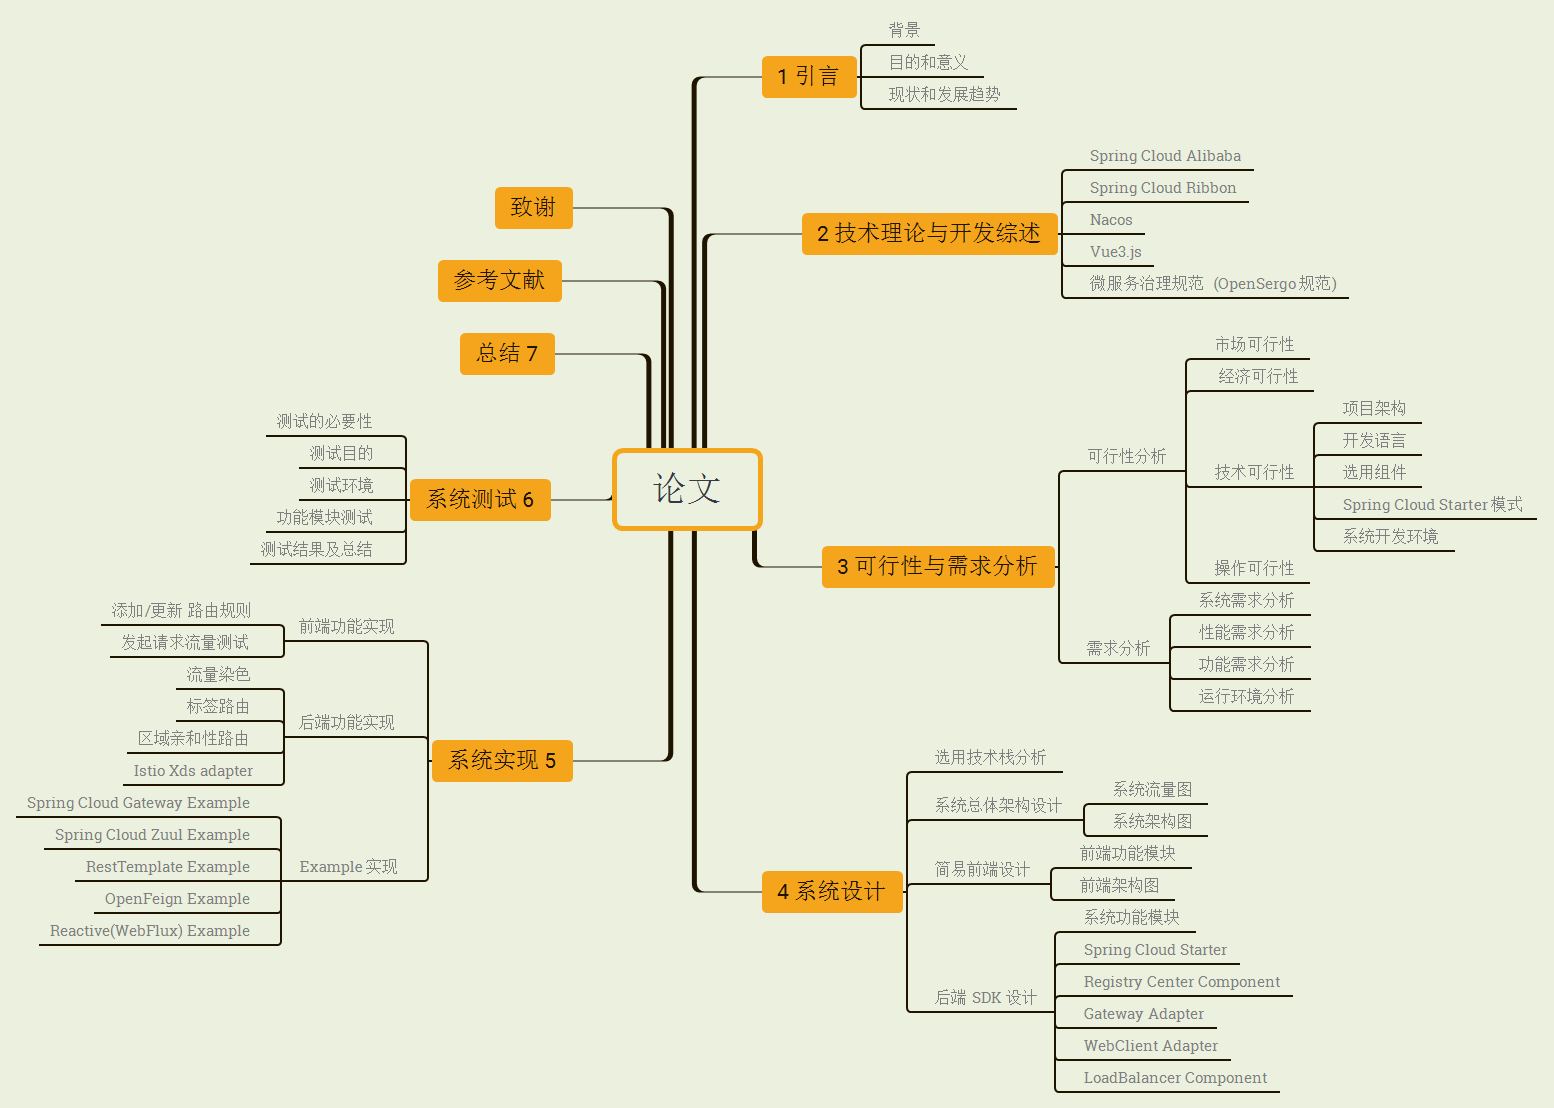 论文
1 引言
背景
目的和意义
现状和发展趋势
2 技术理论与开发综述
Spring Cloud Alibaba
Spring Cloud Ribbon
Nacos
Vue3.js
微服务治理规范 (OpenSergo 规范)
3 可行性与需求分析
可行性分析
市场可行性
经济可行性
技术可行性
项目架构
开发语言
选用组件
Spring Cloud Starter 模式
系统开发环境
操作可行性
需求分析
系统需求分析
性能需求分析
功能需求分析
运行环境分析
4 系统设计
选用技术栈分析
系统总体架构设计
系统流量图
系统架构图
简易前端设计
前端功能模块
前端架构图
后端 SDK 设计
系统功能模块
Spring Cloud Starter
Registry Center Component
Gateway Adapter
WebClient Adapter
LoadBalancer Component
系统实现 5
前端功能实现
添加/更新 路由规则
发起请求流量测试
后端功能实现
流量染色
标签路由
区域亲和性路由
Istio Xds adapter
Example 实现
Spring Cloud Gateway Example
Spring Cloud Zuul Example
RestTemplate Example
OpenFeign Example
Reactive(WebFlux) Example
系统测试 6
测试的必要性
测试目的
测试环境
功能模块测试
测试结果及总结
总结 7
参考文献
致谢